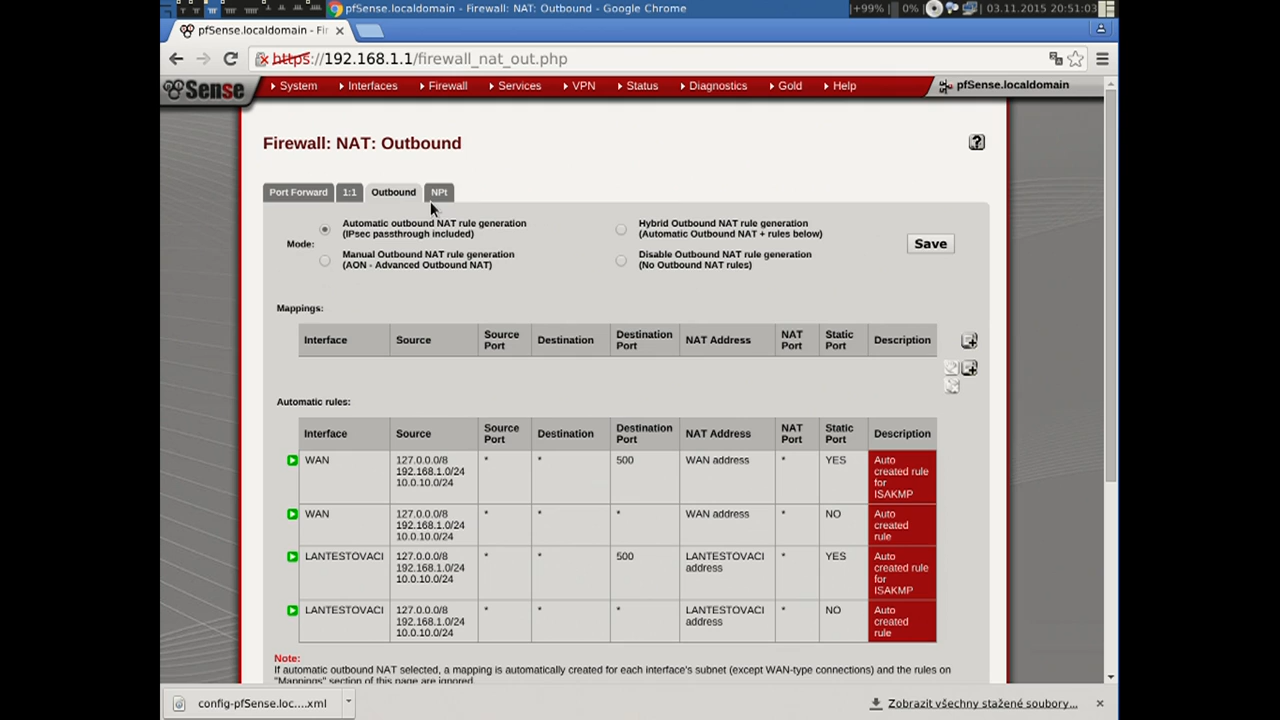 +99% 0% 03.11.2015 20:51:03
pfSense.localdomain - Firewall: NAT: Outbound - Google Chrome
pfSense.localdomain - Fir
https://192.168.1.1/firewall_nat_out.php
Sense System Interfaces Firewall Services VPN Status Diagnostics Gold Help pfSense.localdomain
Firewall: NAT: Outbound
?
Port Forward 1:1 Outbound NPt
Mode:
Automatic outbound NAT rule generation
(IPsec passthrough included)
Hybrid Outbound NAT rule generation
(Automatic Outbound NAT + rules below)
Manual Outbound NAT rule generation
(AON - Advanced Outbound NAT)
Disable Outbound NAT rule generation
(No Outbound NAT rules)
Save
Mappings:
Interface Source Source Port Destination Destination Port NAT Address NAT Port Static Port Description
Automatic rules:
Interface Source Source Port Destination Destination Port NAT Address NAT Port Static Port Description
WAN 127.0.0.0/8 192.168.1.0/24 10.0.10.0/24 * * 500 WAN address * YES Auto created rule for ISAKMP
WAN 127.0.0.0/8 192.168.1.0/24 10.0.10.0/24 * * * WAN address * NO Auto created rule
LANTESTOVACI 127.0.0.0/8 192.168.1.0/24 10.0.10.0/24 * * 500 LANTESTOVACI address * YES Auto created rule for ISAKMP
LANTESTOVACI 127.0.0.0/8 192.168.1.0/24 10.0.10.0/24 * * * LANTESTOVACI address * NO Auto created rule
Note:
If automatic outbound NAT selected, a mapping is automatically created for each interface's subnet (except WAN-type connections) and the rules on
"Mappings" section of this page are ignored.
config-pfSense.loc....xml
Zobrazit všechny stažené soubory...